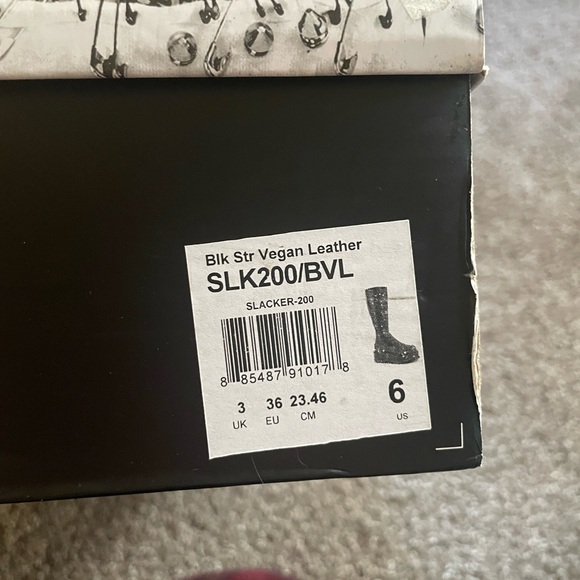 Blk Str Vegan Leather
SLK200/BVL
SLACKER-200
8 85487 91017 8
3 36 23.46 6
UK EU CM US